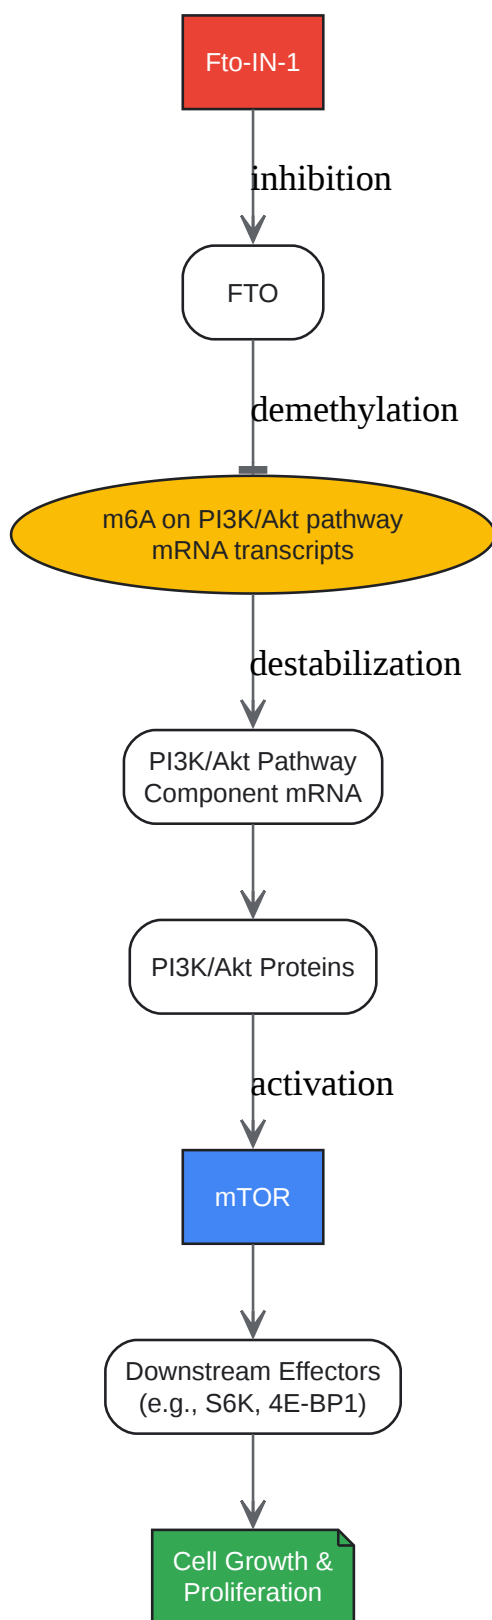 Fto-IN-1
inhibition
FTO
demethylation
m6A on PI3K/Akt pathway
mRNA transcripts
destabilization
PI3K/Akt Pathway
Component mRNA
PI3K/Akt Proteins
activation
mTOR
Downstream Effectors
(e.g., S6K, 4E-BP1)
Cell Growth &
Proliferation